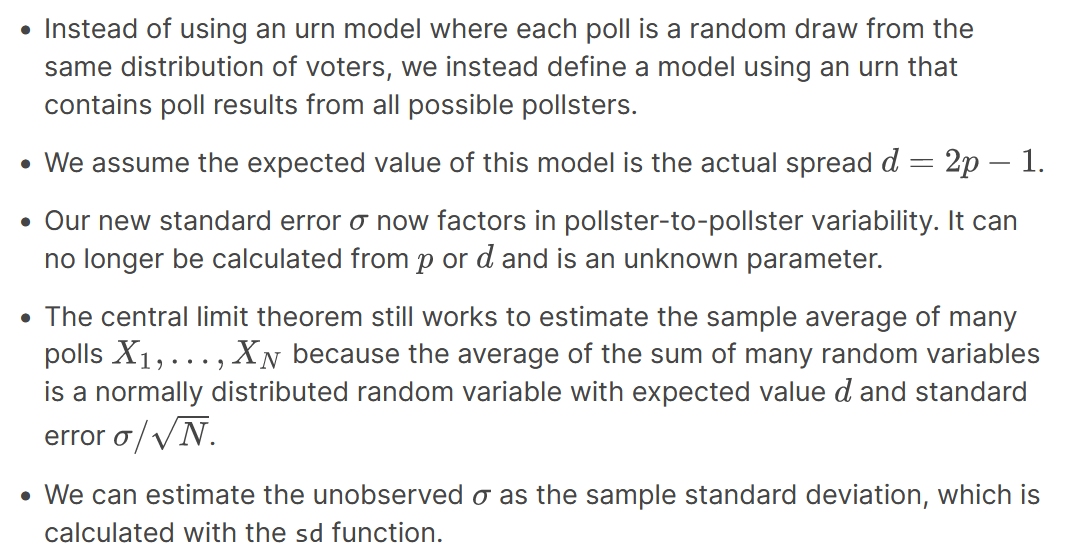 • Instead of using an urn model where each poll is a random draw from the
same distribution of voters, we instead define a model using an urn that
contains poll results from all possible pollsters.
• We assume the expected value of this model is the actual spread d = 2p − 1.
• Our new standard error σ now factors in pollster-to-pollster variability. It can
no longer be calculated from p or d and is an unknown parameter.
• The central limit theorem still works to estimate the sample average of many
polls X₁, . . . , X_N because the average of the sum of many random variables
is a normally distributed random variable with expected value d and standard
error σ/√N.
• We can estimate the unobserved σ as the sample standard deviation, which is
calculated with the sd function.